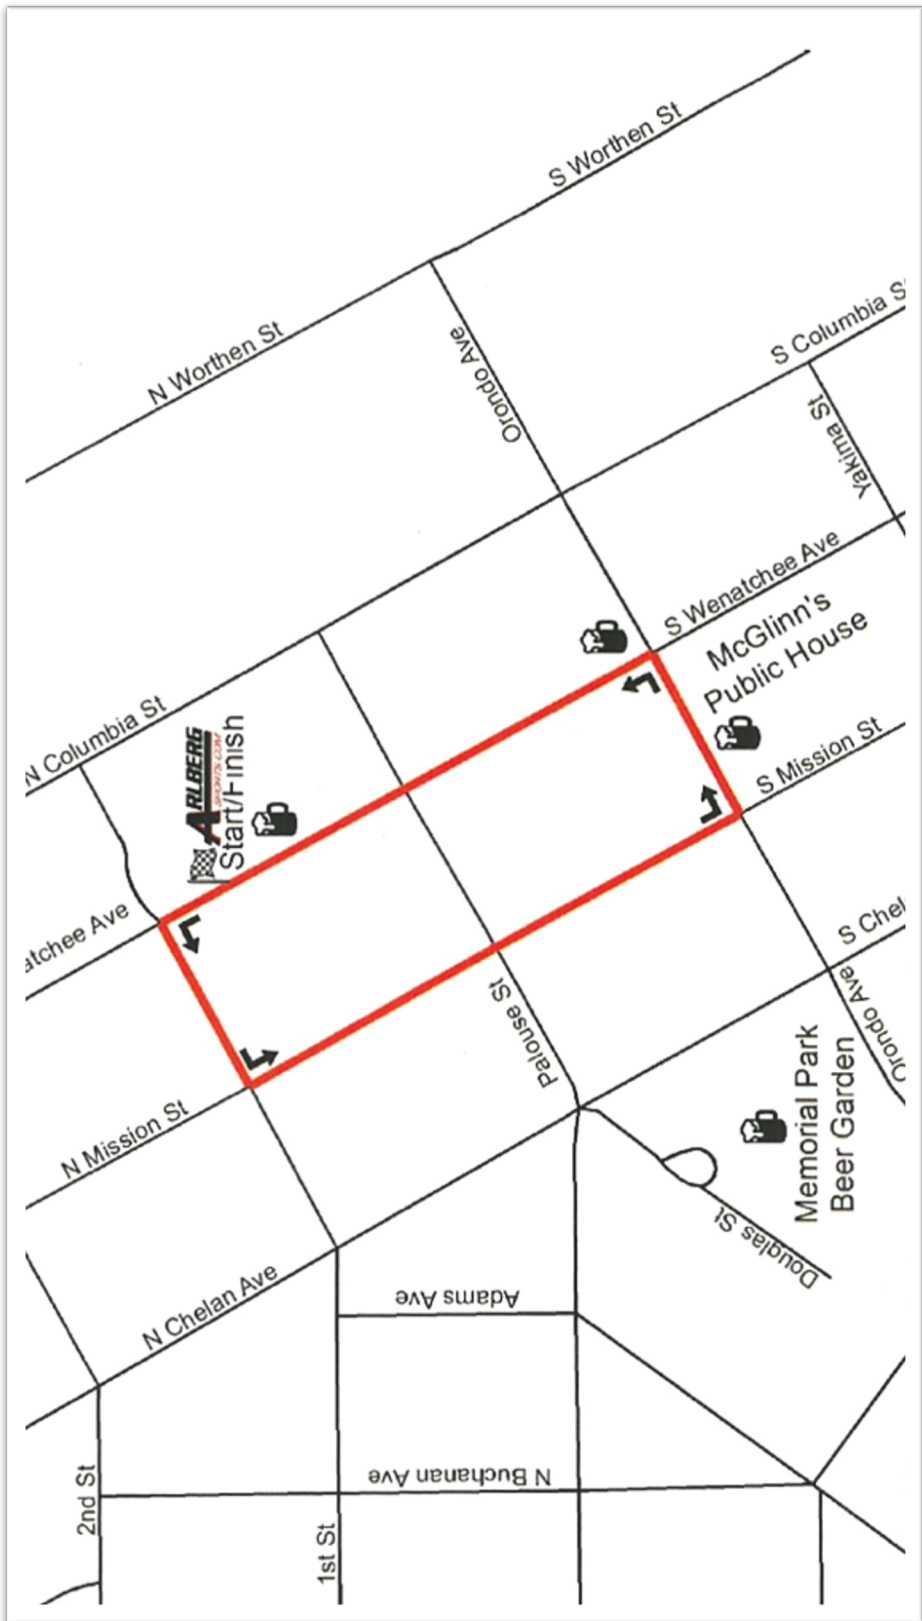 S Worthen St
N Worthen St
Orondo Ave
S Columbia S
Yakima St
S Wenatchee Ave
McGlinn's
Public House
N Columbia St
ARLBERG
SPORTS.COM
Start/Finish
S Mission St
atchee Ave
S Chel
Palouse St
Orondo Ave
Memorial Park
Beer Garden
N Mission St
Douglas St
N Chelan Ave
Adams Ave
N Buchanan Ave
2nd St
1st St